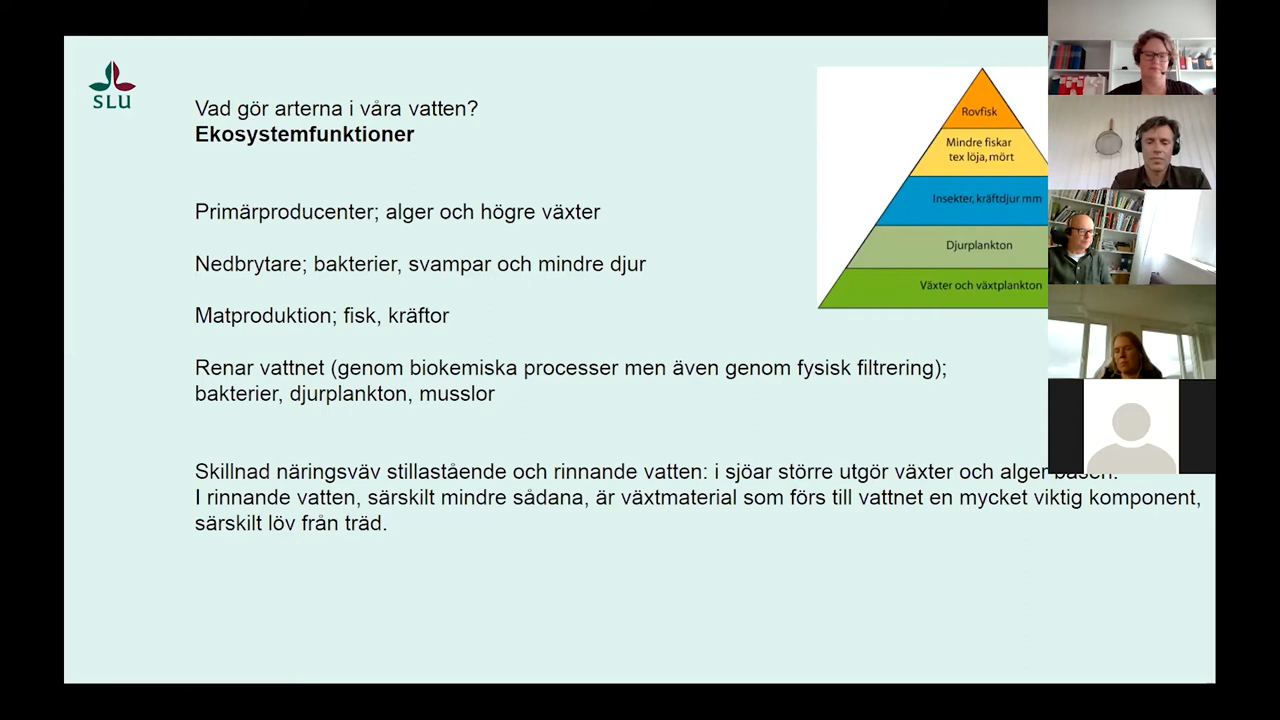 SLU
Vad gör arterna i våra vatten?
Ekosystemfunktioner
Primärproducenter; alger och högre växter
Nedbrytare; bakterier, svampar och mindre djur
Matproduktion; fisk, kräftor
Renar vattnet (genom biokemiska processer men även genom fysisk filtrering);
bakterier, djurplankton, musslor
Skillnad näringsväv stillastående och rinnande vatten: i sjöar större utgör växter och alger basen.
I rinnande vatten, särskilt mindre sådana, är växtmaterial som förs till vattnet en mycket viktig komponent,
särskilt löv från träd.
Rovfisk
Mindre fiskar
tex löja, mört
Insekter, kräftdjur mm
Djurplankton
Växter och växtplankton